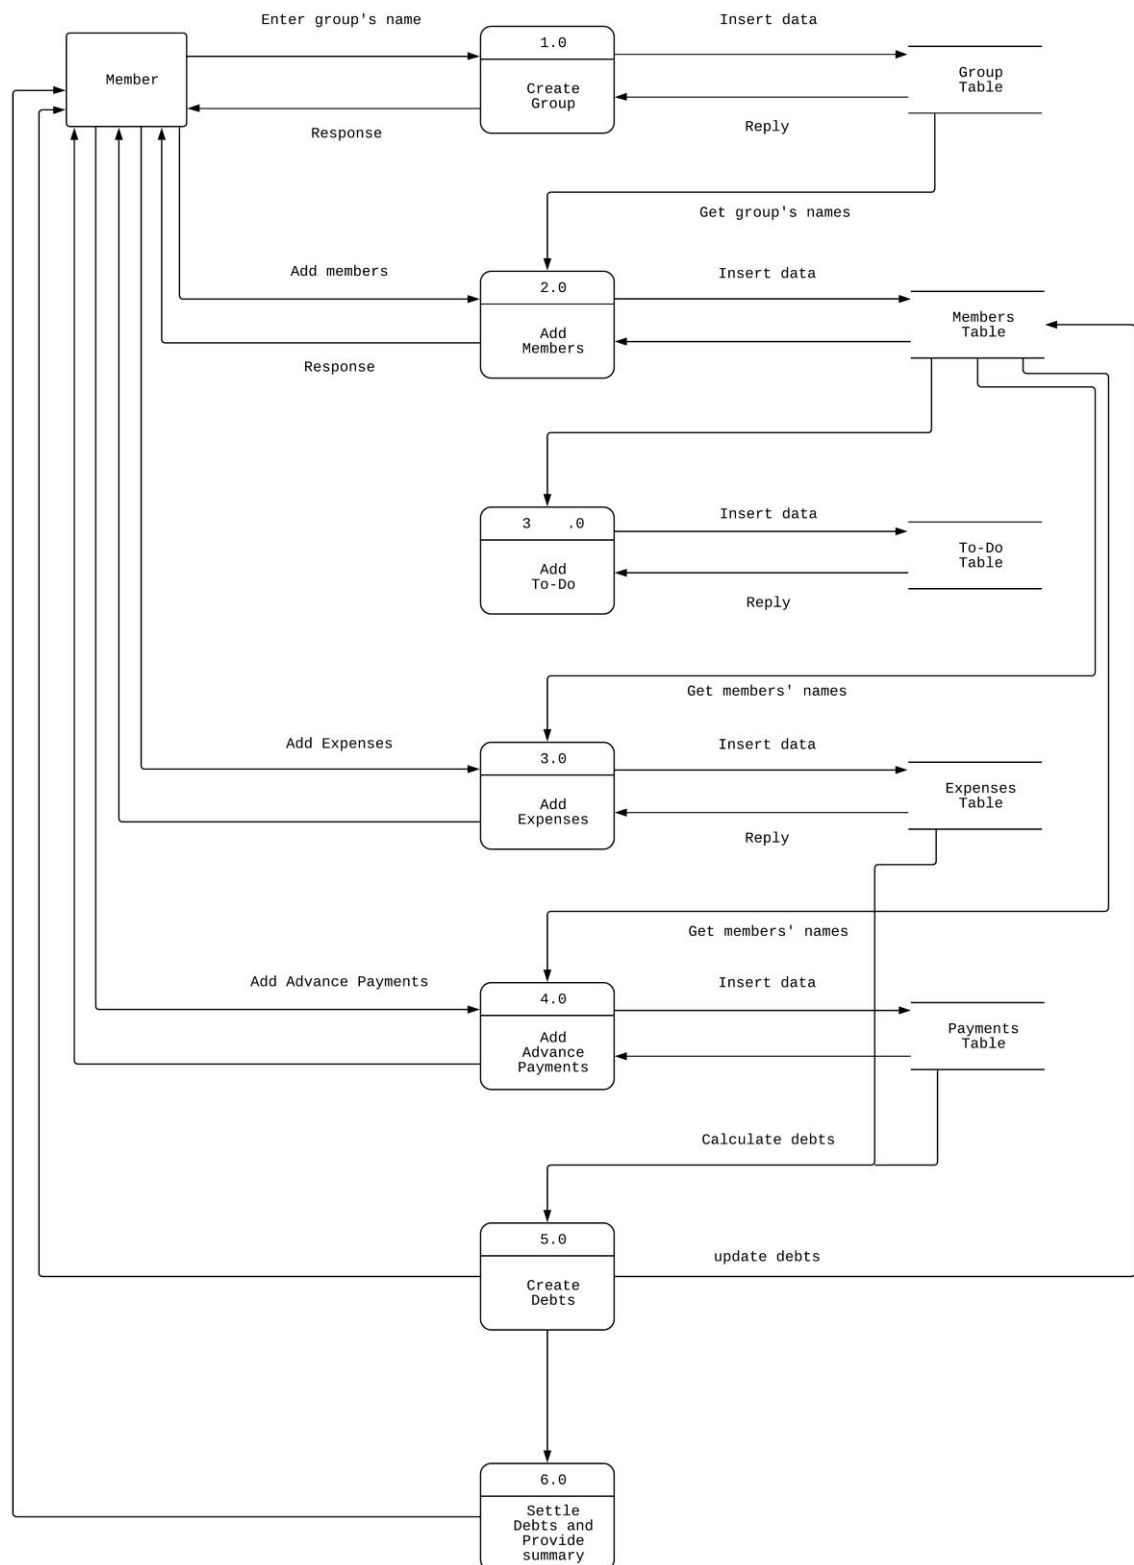 Enter group's name
Insert data
1.0
Member
Create
Group
Group
Table
Response
Reply
Get group's names
Add members
Insert data
2.0
Add
Members
Members
Table
Response
Insert data
3 .0
Add
To-Do
To-Do
Table
Reply
Get members' names
Add Expenses
Insert data
3.0
Add
Expenses
Expenses
Table
Reply
Get members' names
Add Advance Payments
Insert data
4.0
Add
Advance
Payments
Payments
Table
Calculate debts
5.0
update debts
Create
Debts
6.0
Settle
Debts and
Provide
summary